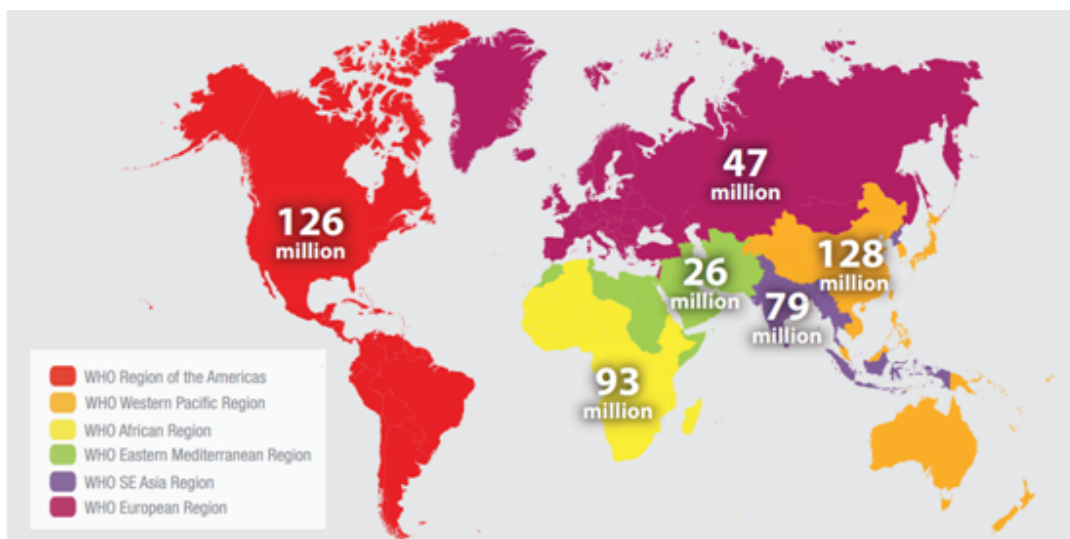 47
million
126
million
128
million
26
million
79
million
93
million
WHO Region of the Americas
WHO Western Pacific Region
WHO African Region
WHO Eastern Mediterranean Region
WHO SE Asia Region
WHO European Region